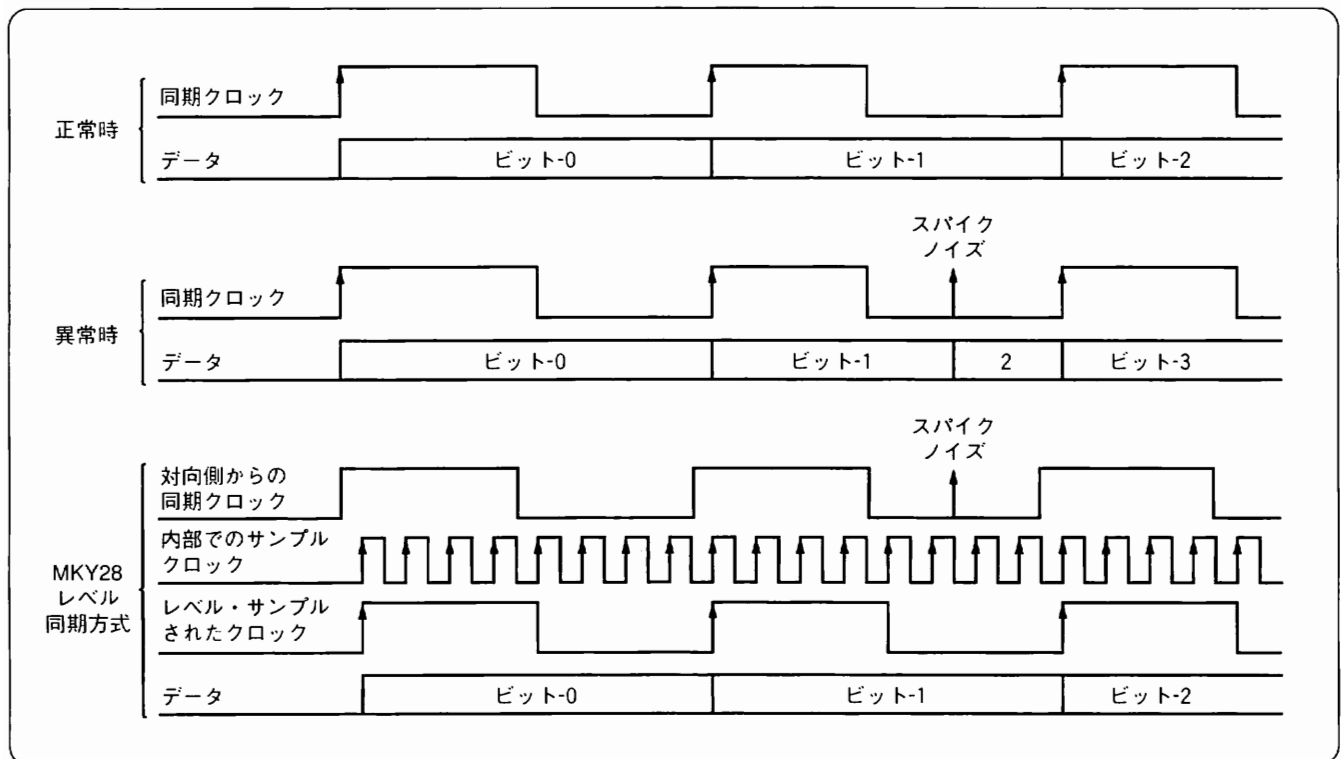 正常時
同期クロック
データ
ビット-0
ビット-1
ビット-2
異常時
スパイク
ノイズ
同期クロック
データ
ビット-0
ビット-1
2
ビット-3
MKY28
レベル
同期方式
スパイク
ノイズ
対向側からの
同期クロック
内部でのサンプル
クロック
レベル・サンプル
されたクロック
データ
ビット-0
ビット-1
ビット-2